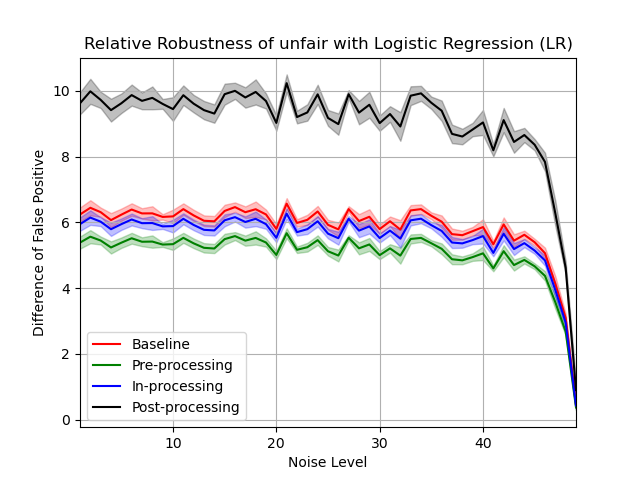 Relative Robustness of unfair with Logistic Regression (LR)
Difference of False Positive
10
8
6
4
2
0
Baseline
Pre-processing
In-processing
Post-processing
10 20 30 40
Noise Level